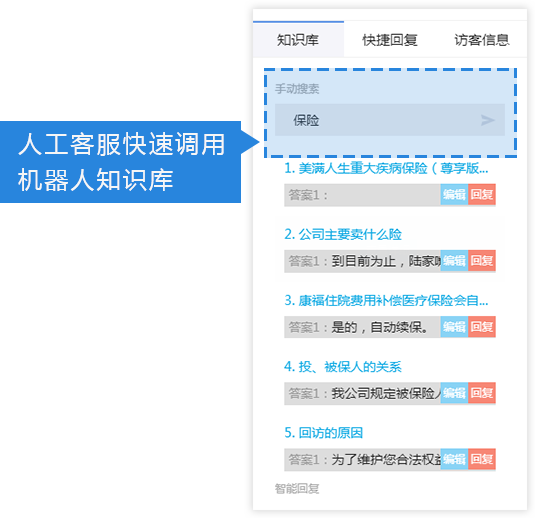 知识库 快捷回复 访客信息
手动搜索
保险
人工客服快速调用
机器人知识库
1. 美满人生重大疾病保险（尊享版...
答案1： 编辑 回复
2. 公司主要卖什么险
答案1：到目前为止，陆家 编辑 回复
3. 康福住院费用补偿医疗保险会自...
答案1：是的，自动续保。 编辑 回复
4. 投、被保人的关系
答案1：我公司规定被保险人 编辑 回复
5. 回访的原因
答案1：为了维护您合法权益 编辑 回复
智能回复